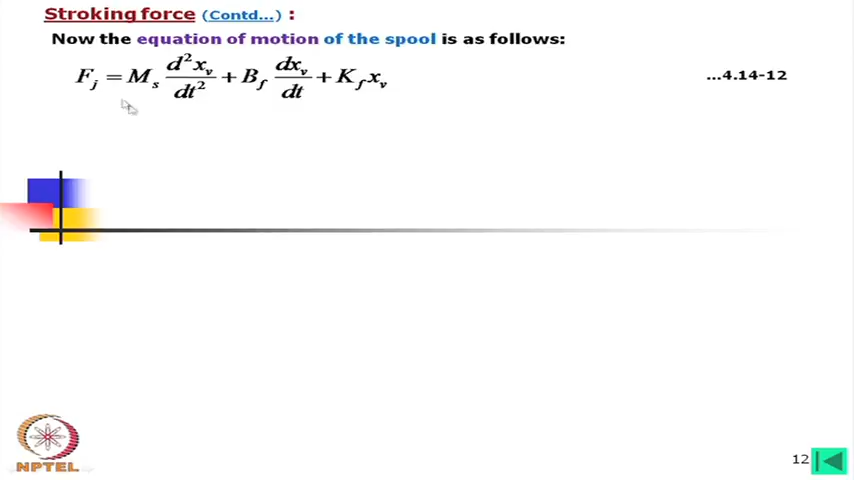 Stroking force (Contd...) :
Now the equation of motion of the spool is as follows:
F_j = M_s d²x_v/dt² + B_f dx_v/dt + K_f x_v ...4.14-12
NPTEL
12